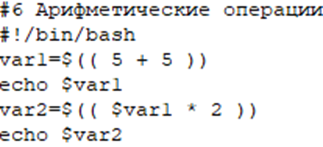 #6 Арифметические операции
#!/bin/bash
var1=$(( 5 + 5 ))
echo $var1
var2=$(( $var1 * 2 ))
echo $var2